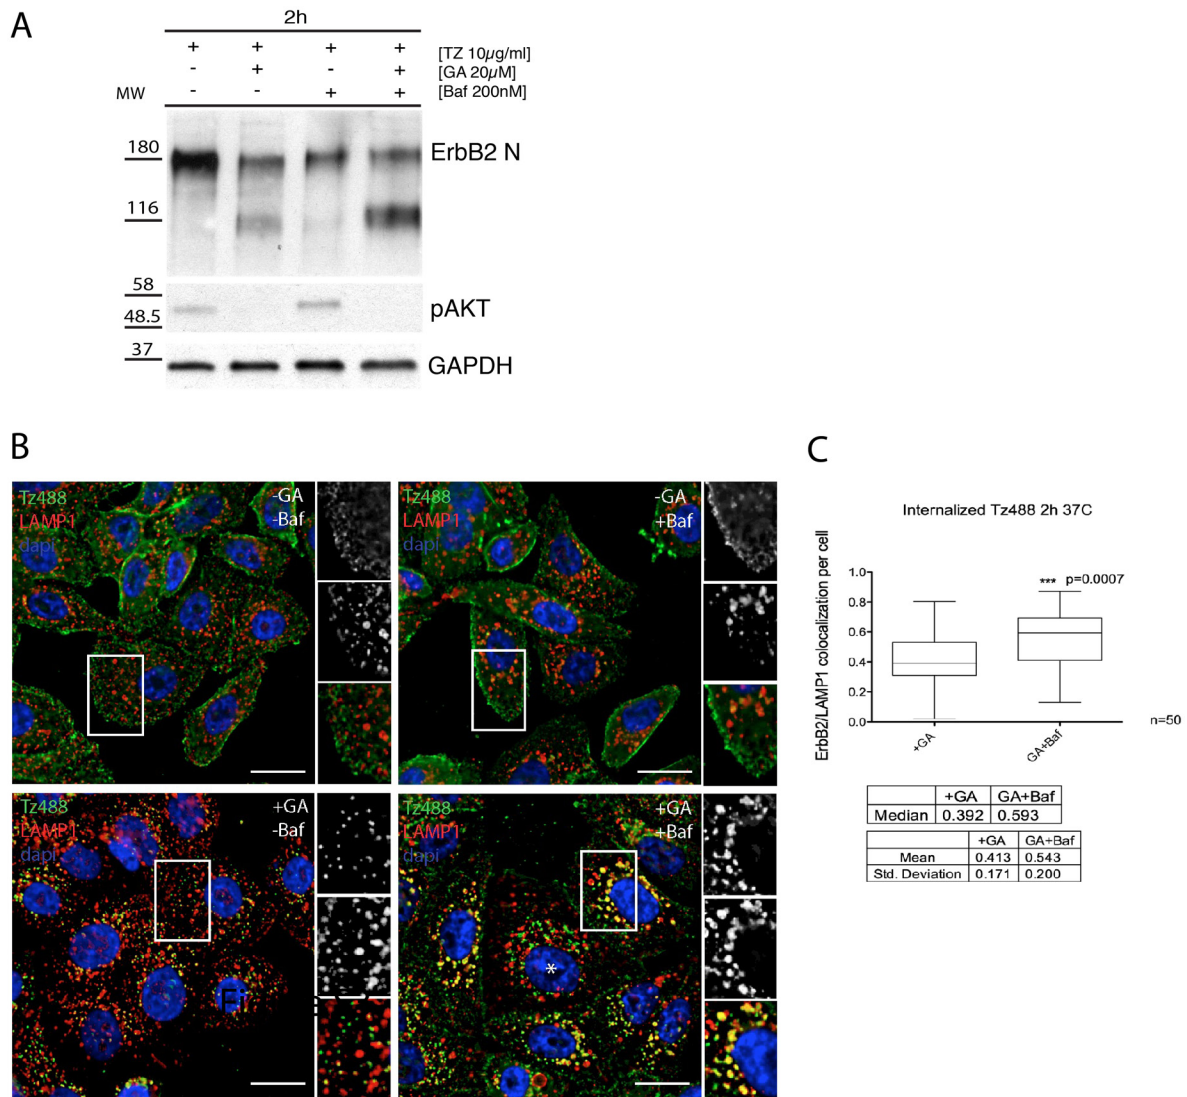 A
2h
+ + + + [TZ 10µg/ml]
- + - + [GA 20µM]
MW - - + + [Baf 200nM]
180 ErbB2 N
116
58
48.5 pAKT
37 GAPDH
B
Tz488 -GA
LAMP1 -Baf
dapi
Tz488 -GA
LAMP1 +Baf
dapi
Tz488 +GA
LAMP1 -Baf
dapi
Fi
Tz488 +GA
LAMP1 +Baf
dapi
*
C
Internalized Tz488 2h 37C
ErbB2/LAMP1 colocalization per cell
1.0
0.8
0.6
0.4
0.2
0.0
*** p=0.0007
+GA
GA+Baf
n=50
+GA GA+Baf
Median 0.392 0.593
+GA GA+Baf
Mean 0.413 0.543
Std. Deviation 0.171 0.200